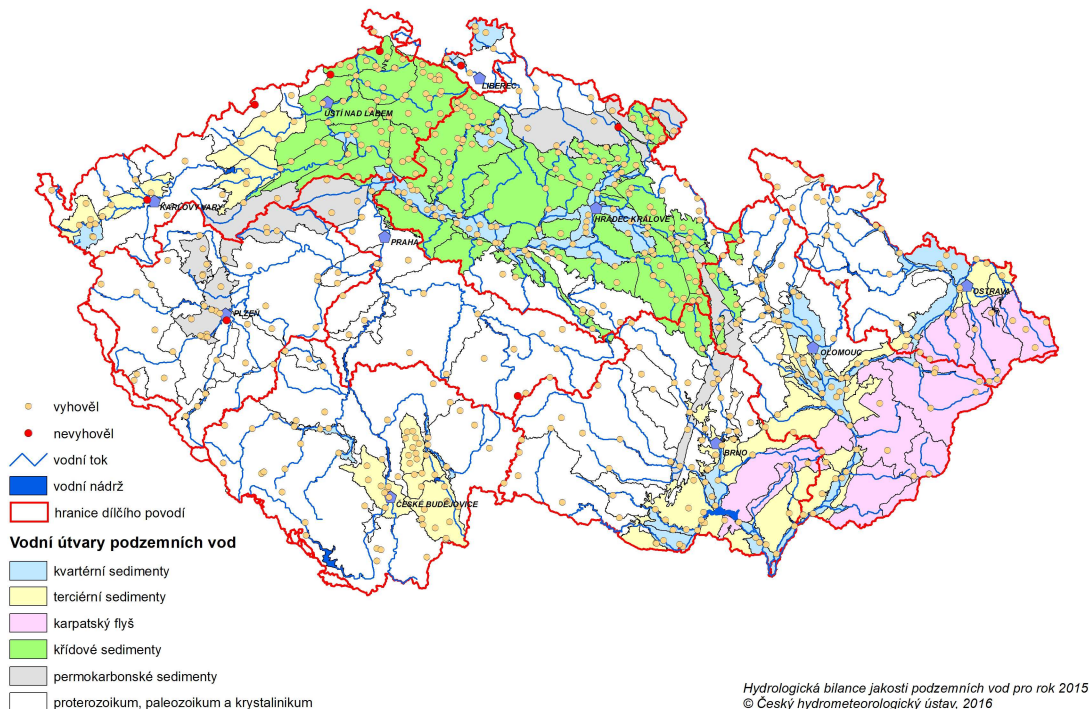 LIBEREC
ÚSTÍ NAD LABEM
KARLOVY VARY
HRADEC KRÁLOVÉ
PRAHA
OSTRAVA
PLZEŇ
OLOMOUC
BRNO
ČESKÉ BUDĚJOVICE
vyhověl
nevyhověl
vodní tok
vodní nádrž
hranice dílčího povodí
Vodní útvary podzemních vod
kvartérní sedimenty
terciérní sedimenty
karpatský flyš
křídové sedimenty
permokarbonské sedimenty
proterozoikum, paleozoikum a krystalinikum
Hydrologická bilance jakosti podzemních vod pro rok 2015
© Český hydrometeorologický ústav, 2016